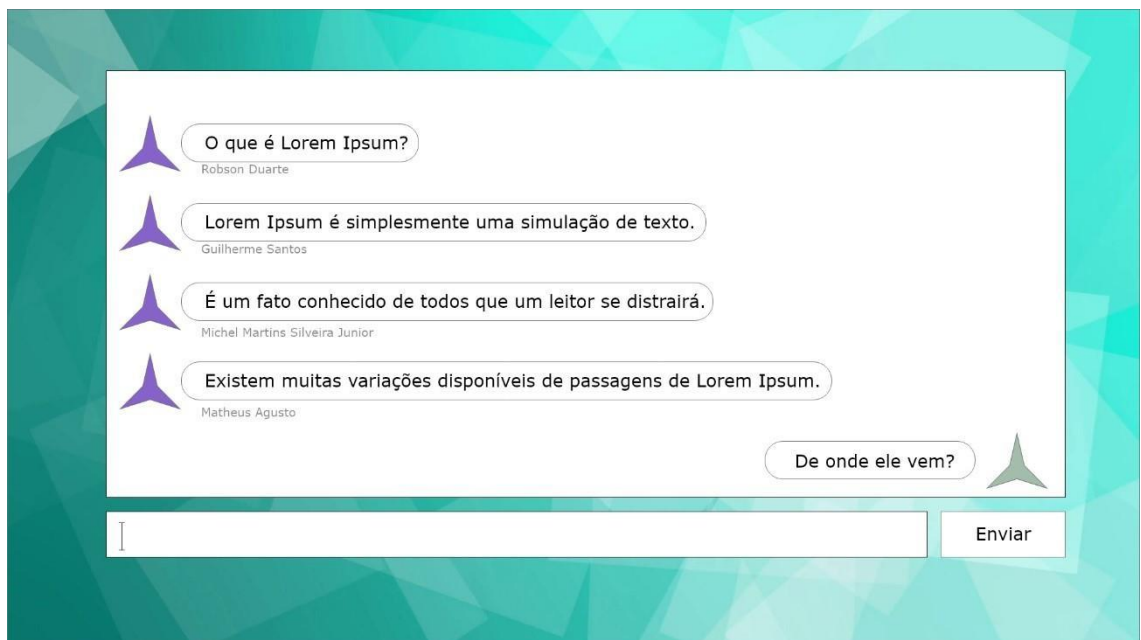 O que é Lorem Ipsum?
Robson Duarte
Lorem Ipsum é simplesmente uma simulação de texto.
Guilherme Santos
É um fato conhecido de todos que um leitor se distrairá.
Michel Martins Silveira Junior
Existem muitas variações disponíveis de passagens de Lorem Ipsum.
Matheus Agusto
De onde ele vem?
Enviar